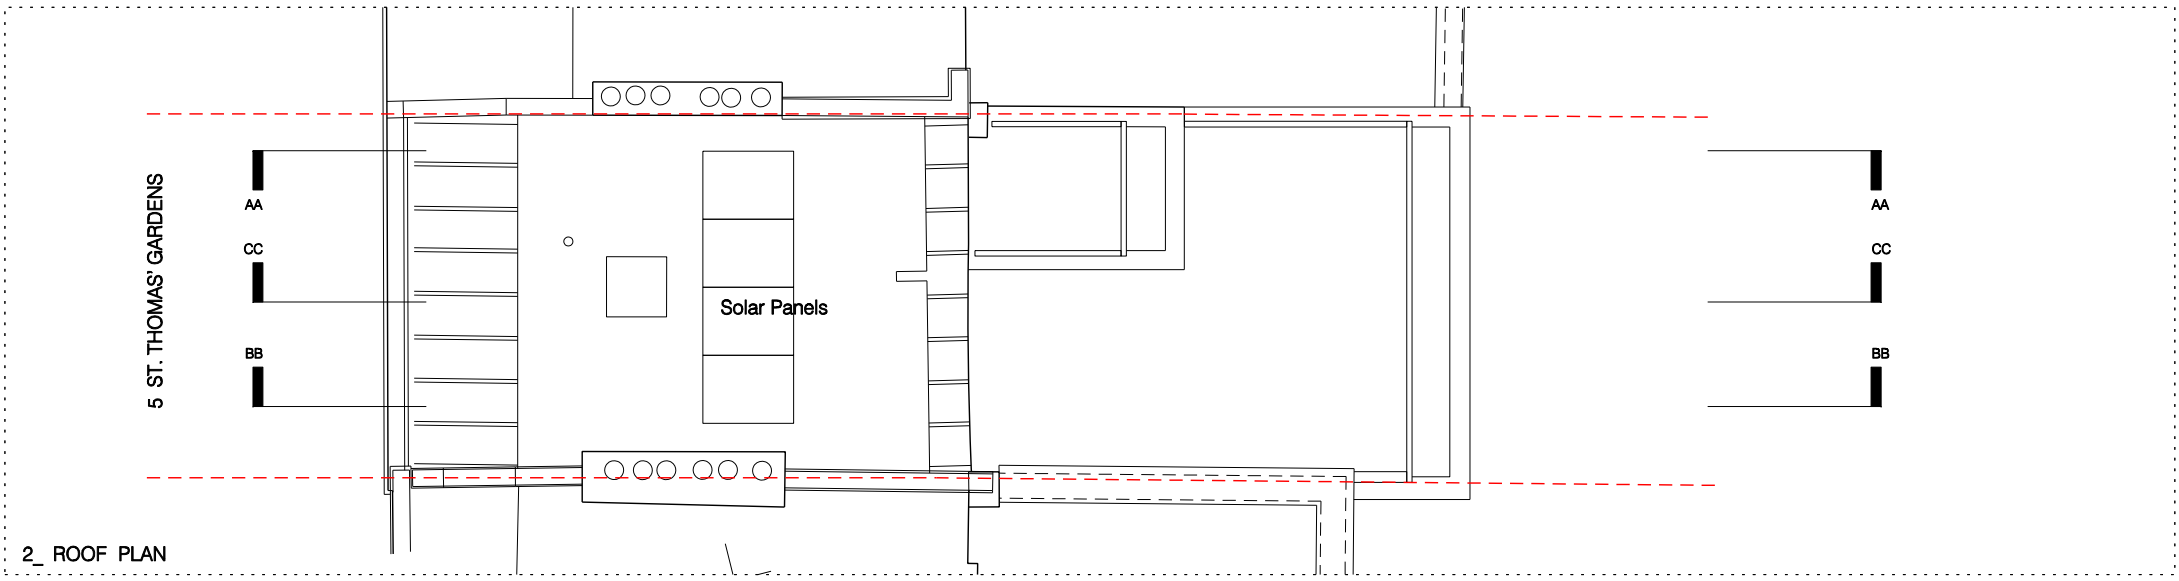 5 ST. THOMAS' GARDENS
AA
CC
BB
Solar Panels
AA
CC
BB
2_ ROOF PLAN